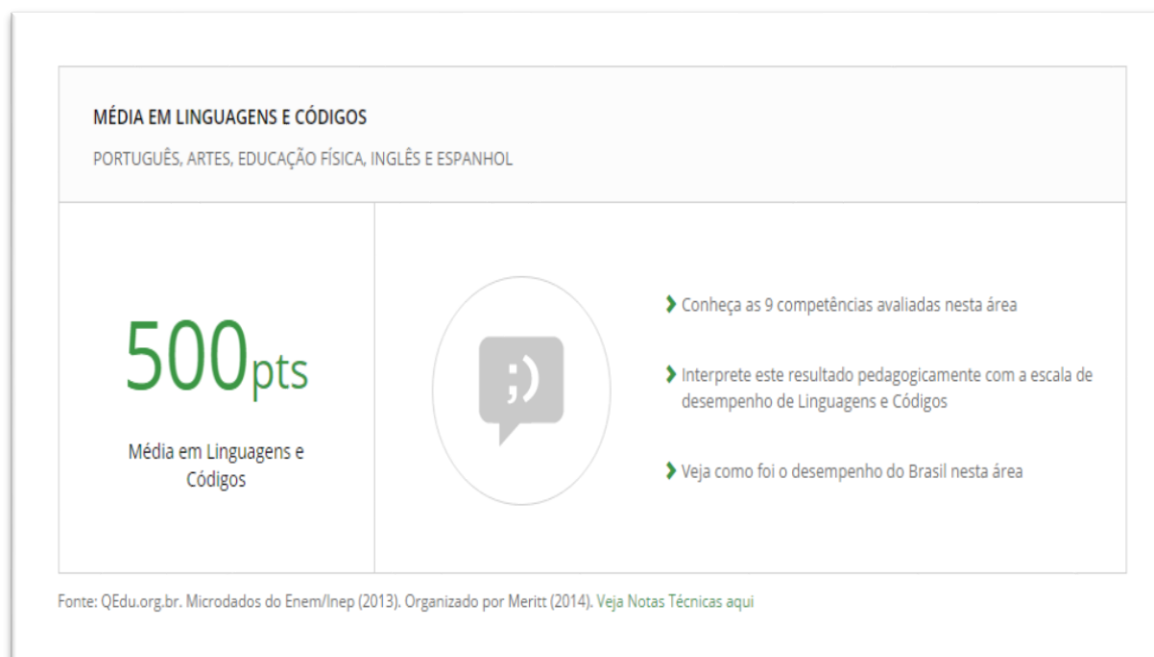 MÉDIA EM LINGUAGENS E CÓDIGOS
PORTUGUÊS, ARTES, EDUCAÇÃO FÍSICA, INGLÊS E ESPANHOL
500pts
Média em Linguagens e
Códigos
;)
Conheça as 9 competências avaliadas nesta área
Interprete este resultado pedagogicamente com a escala de
desempenho de Linguagens e Códigos
Veja como foi o desempenho do Brasil nesta área
Fonte: QEdu.org.br. Microdados do Enem/Inep (2013). Organizado por Meritt (2014). Veja Notas Técnicas aqui